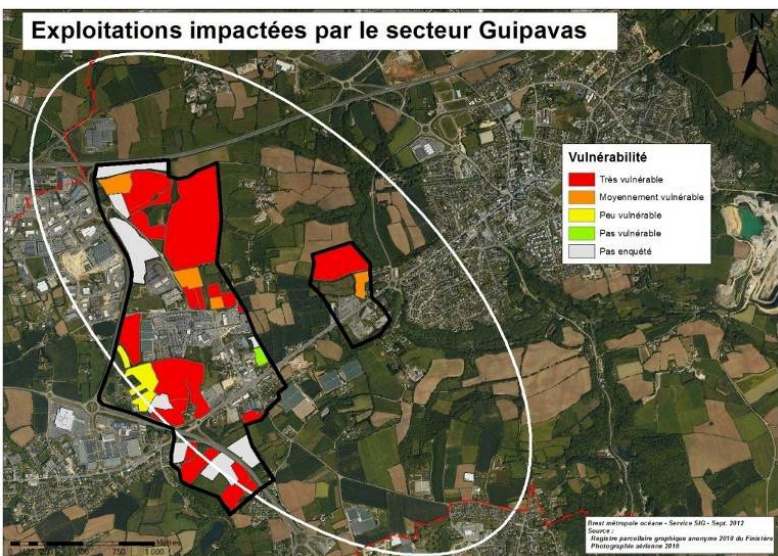 Exploitations impactées par le secteur Guipavas
N
Vulnérabilité
Très vulnérable
Moyennement vulnérable
Peu vulnérable
Pas vulnérable
Pas enquêté
Mètres
750 1 000
Brest métropole océane - Service SIG - Sept. 2012
Source :
Registre parcellaire graphique anonyme 2010 du Finistère
Photographie aérienne 2010